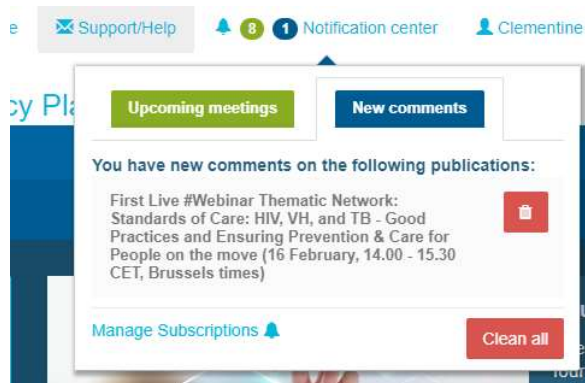 e Support/Help 8 1 Notification center Clementine
cy Pla
Upcoming meetings New comments
You have new comments on the following publications:
First Live #Webinar Thematic Network:
Standards of Care: HIV, VH, and TB - Good
Practices and Ensuring Prevention & Care for
People on the move (16 February, 14.00 - 15.30
CET, Brussels times)
Manage Subscriptions Clean all